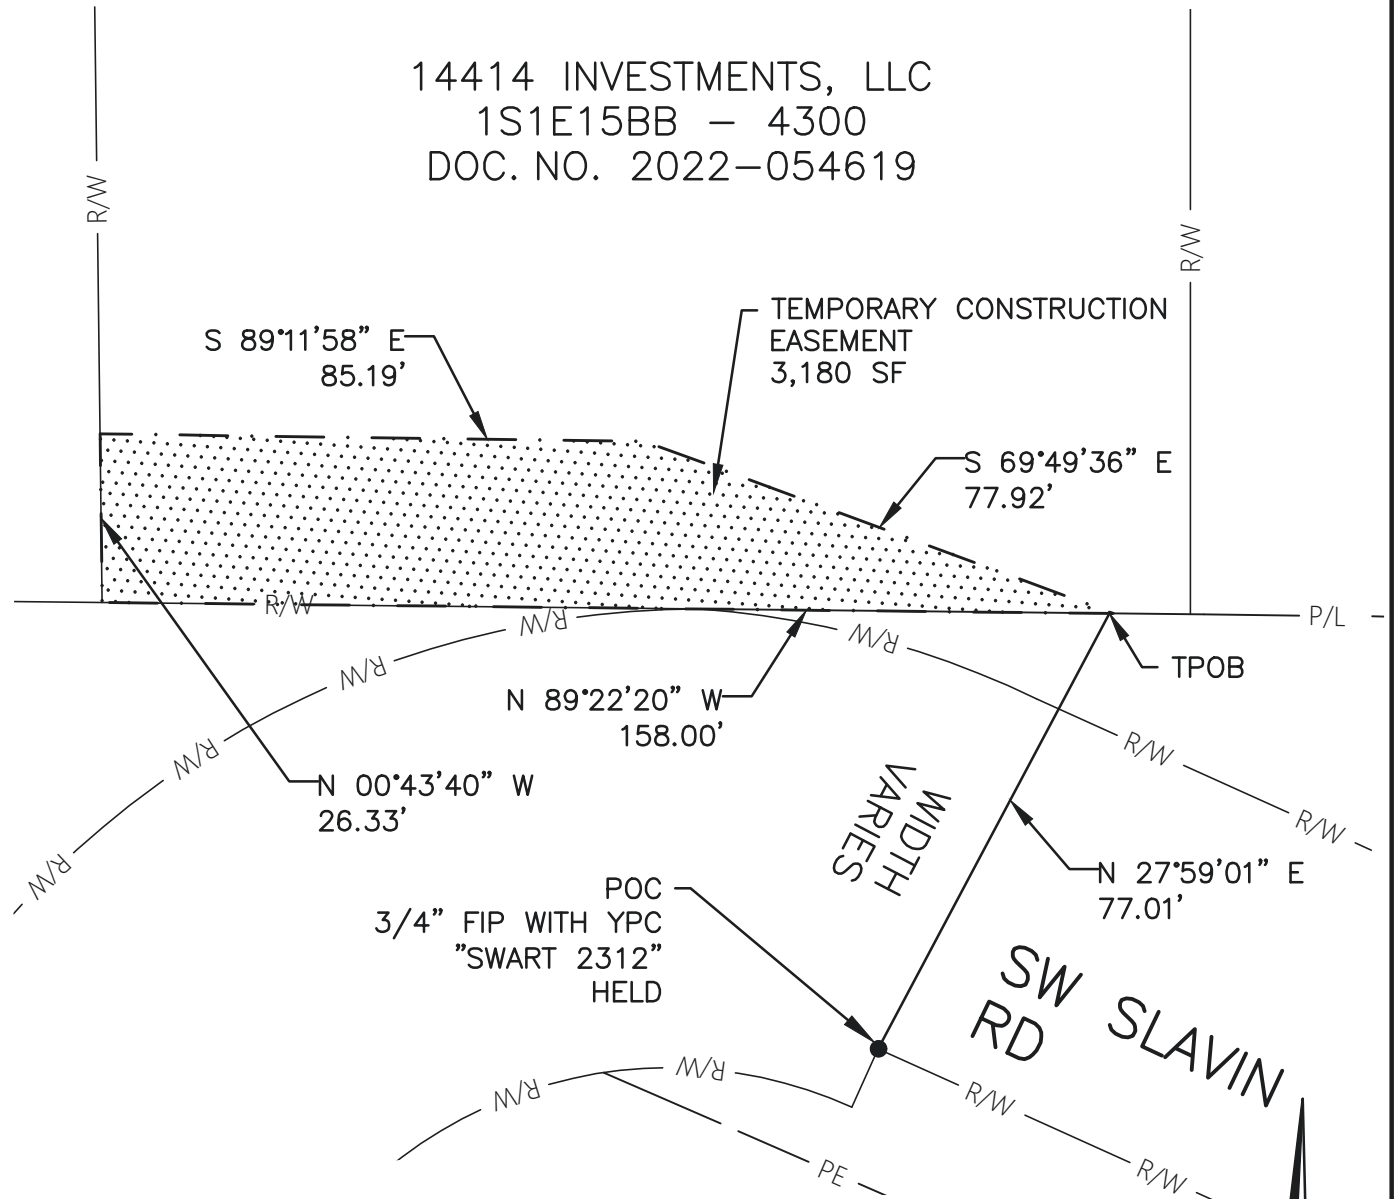 14414 INVESTMENTS, LLC
1S1E15BB – 4300
DOC. NO. 2022–054619
R/W
R/W
TEMPORARY CONSTRUCTION
EASEMENT
3,180 SF
S 89°11'58" E
85.19'
S 69°49'36" E
77.92'
R/W
P/L
R/W
R/W
R/W
TPOB
N 89°22'20" W
158.00'
R/W
R/W
N 00°43'40" W
26.33'
R/W
R/W
WIDTH
VARIES
N 27°59'01" E
77.01'
POC
3/4" FIP WITH YPC
"SWART 2312"
HELD
SW SLAVIN
RD
R/W
R/W
R/W
R/W
PE